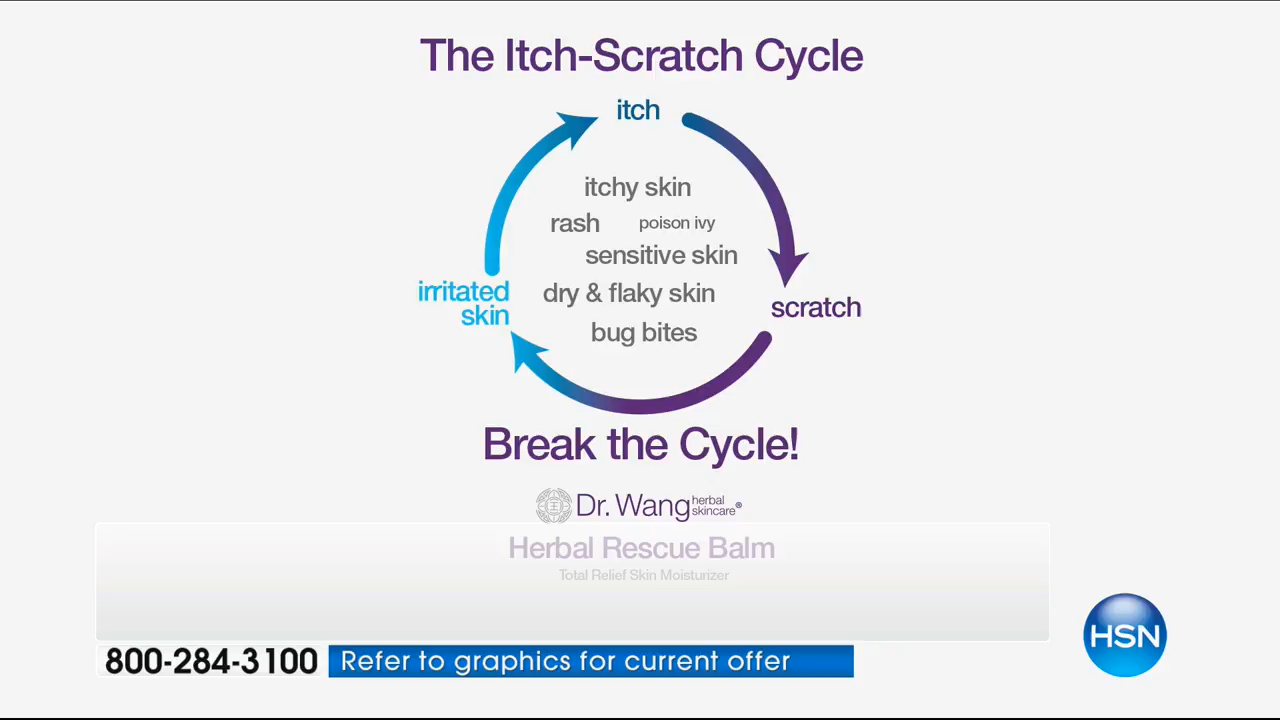 The Itch-Scratch Cycle
itch
itchy skin
rash poison ivy
sensitive skin
irritated
skin
dry & flaky skin
scratch
bug bites
Break the Cycle!
Dr. Wang herbal skincare®
Herbal Rescue Balm
Total Relief Skin Moisturizer
HSN
800-284-3100 Refer to graphics for current offer